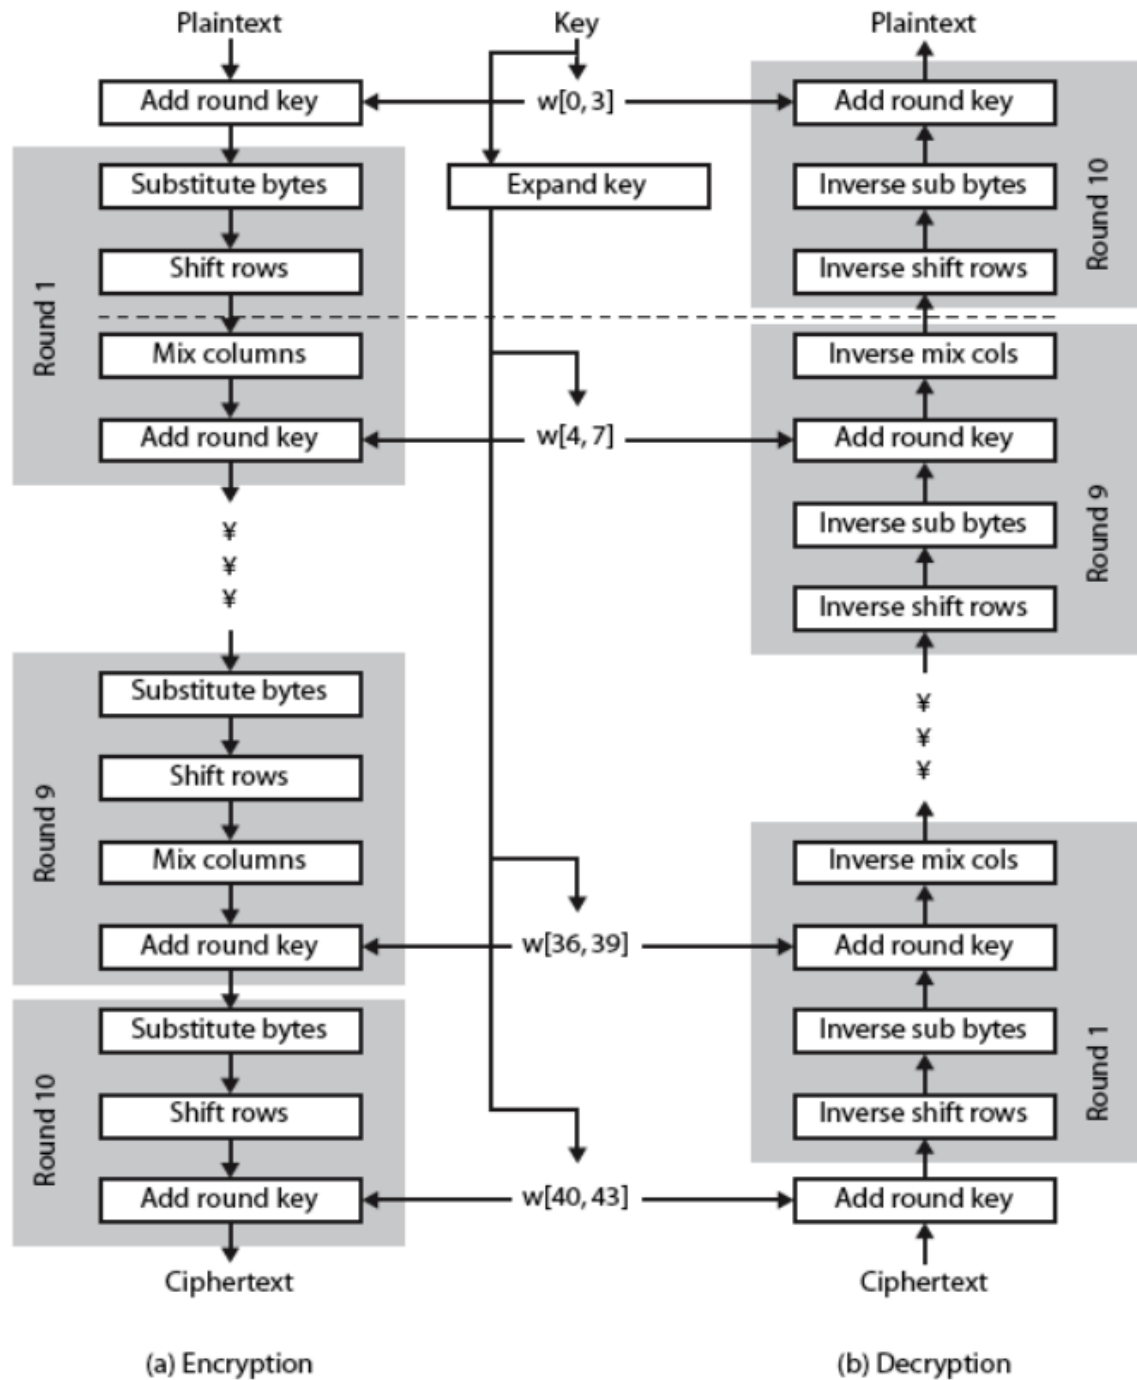 Plaintext
Key
Plaintext
Add round key
w[0, 3]
Add round key
Substitute bytes
Expand key
Inverse sub bytes
Round 10
Shift rows
Inverse shift rows
Round 1
Mix columns
Inverse mix cols
Add round key
w[4, 7]
Add round key
¥
¥
¥
Inverse sub bytes
Round 9
Inverse shift rows
Substitute bytes
¥
¥
¥
Shift rows
Round 9
Mix columns
Inverse mix cols
Add round key
w[36, 39]
Add round key
Substitute bytes
Inverse sub bytes
Round 1
Round 10
Shift rows
Inverse shift rows
Add round key
w[40, 43]
Add round key
Ciphertext
Ciphertext
(a) Encryption
(b) Decryption